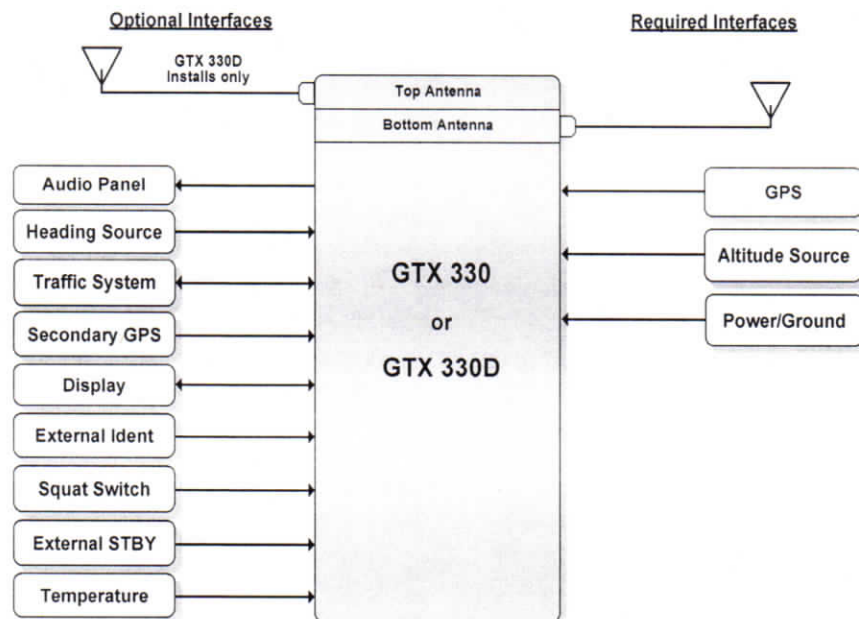 Optional Interfaces
Required Interfaces
GTX 330D
Installs only
Top Antenna
Bottom Antenna
Audio Panel
Heading Source
Traffic System
Secondary GPS
Display
External Ident
Squat Switch
External STBY
Temperature
GTX 330
or
GTX 330D
GPS
Altitude Source
Power/Ground